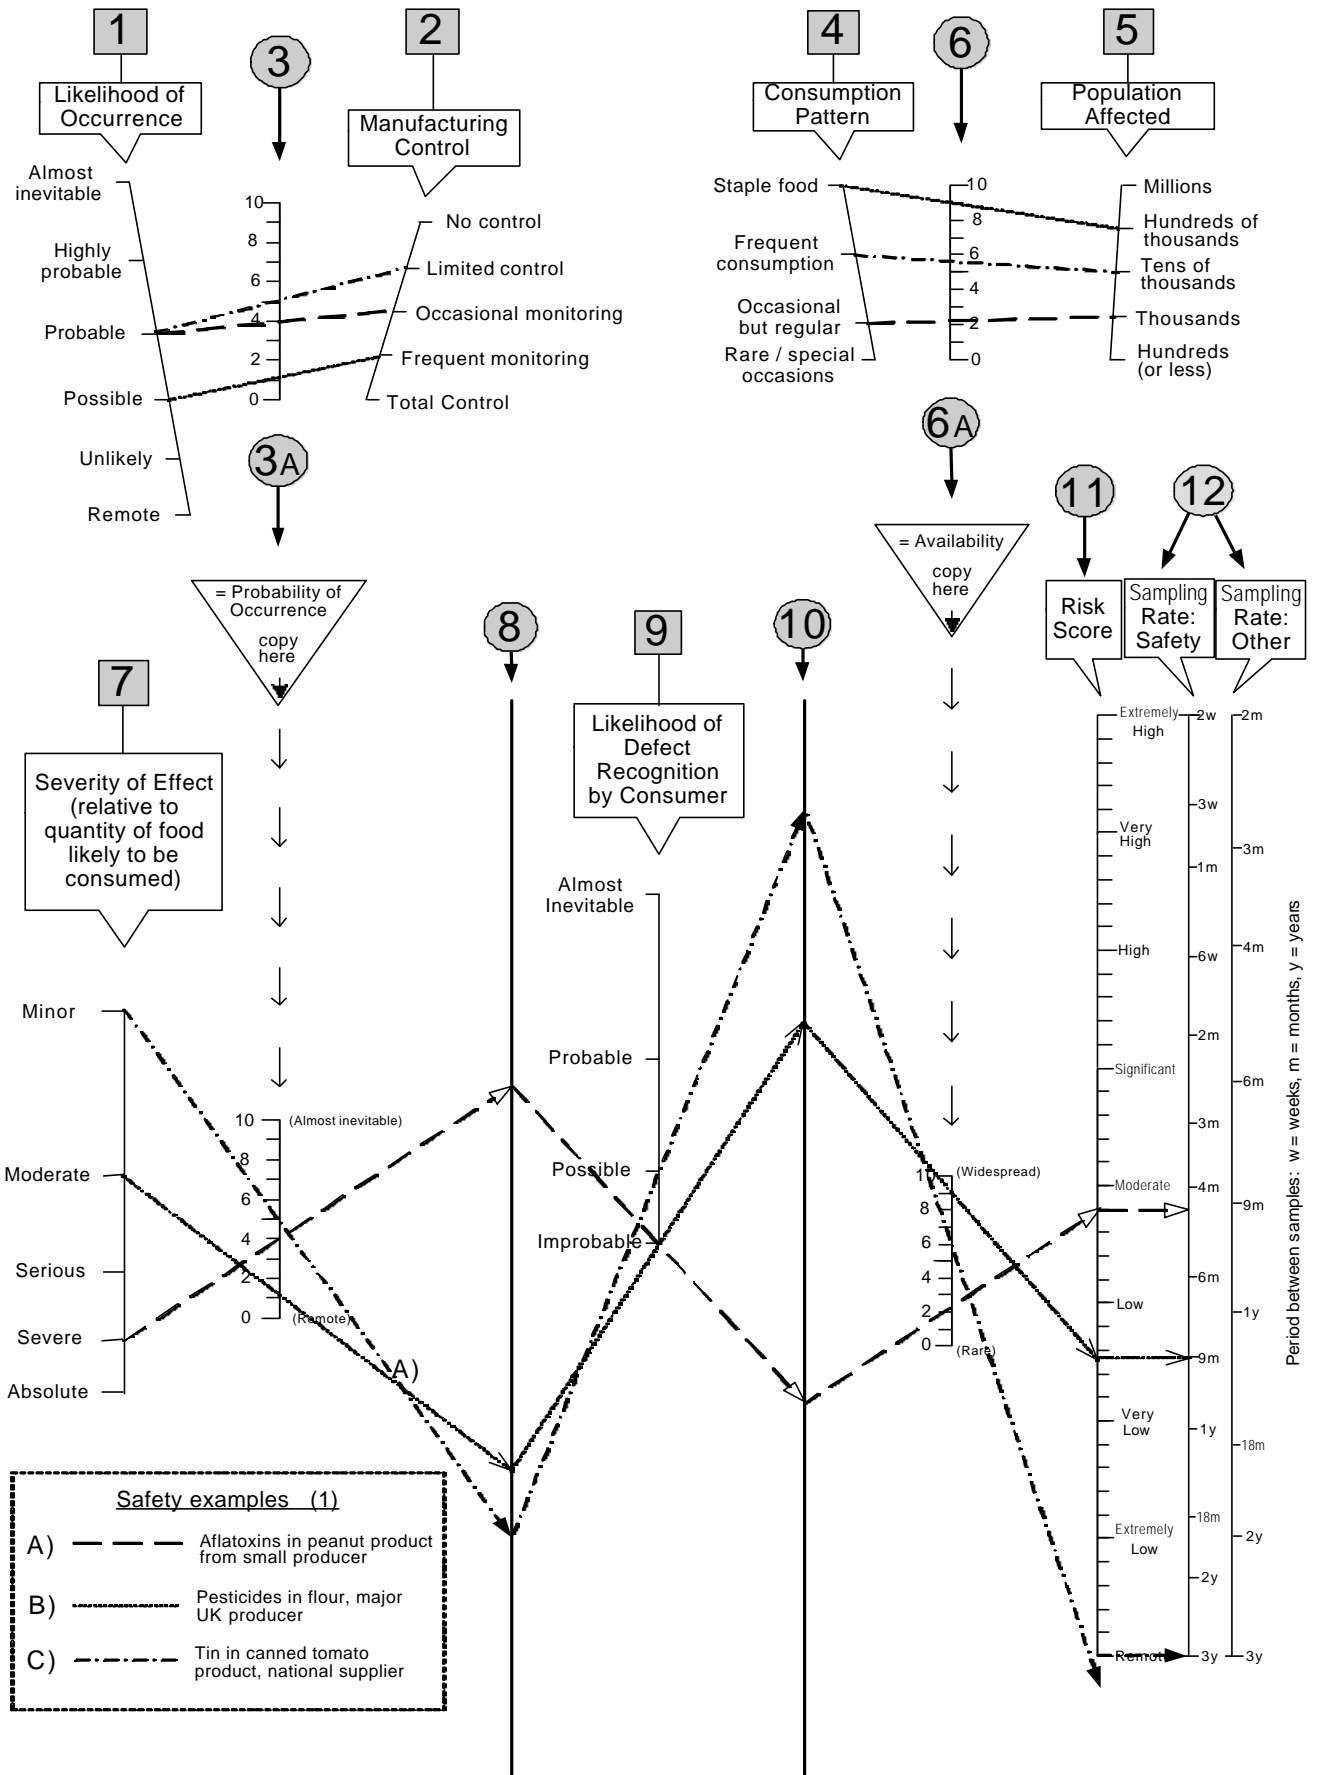 1
3
2
4
6
5
Likelihood of
Occurrence
Manufacturing
Control
Consumption
Pattern
Population
Affected
Almost
inevitable
Highly
probable
Probable
Possible
Unlikely
Remote
10
8
6
4
2
0
No control
Limited control
Occasional monitoring
Frequent monitoring
Total Control
Staple food
Frequent
consumption
Occasional
but regular
Rare / special
occasions
10
8
6
4
2
0
Millions
Hundreds of
thousands
Tens of
thousands
Thousands
Hundreds
(or less)
3A
6A
11
12
= Probability of
Occurrence
copy
here
= Availability
copy
here
Risk
Score
Sampling
Rate:
Safety
Sampling
Rate:
Other
7
8
9
10
Severity of Effect
(relative to
quantity of food
likely to be
consumed)
Likelihood of
Defect
Recognition
by Consumer
Minor
Moderate
Serious
Severe
Absolute
10
(Almost inevitable)
8
6
4
2
0
(Remote)
A)
Almost
Inevitable
Probable
Possible
Improbable
10
(Widespread)
8
6
4
2
0
(Rare)
Extremely
High
Very
High
High
Significant
Moderate
Low
Very
Low
Extremely
Low
Remote
2w
3w
1m
6w
2m
3m
4m
6m
9m
1y
18m
2y
3y
2m
3m
4m
6m
9m
1y
18m
2y
3y
Period between samples: w = weeks, m = months, y = years
Safety examples (1)
A)
Aflatoxins in peanut product
from small producer
B)
Pesticides in flour, major
UK producer
C)
Tin in canned tomato
product, national supplier